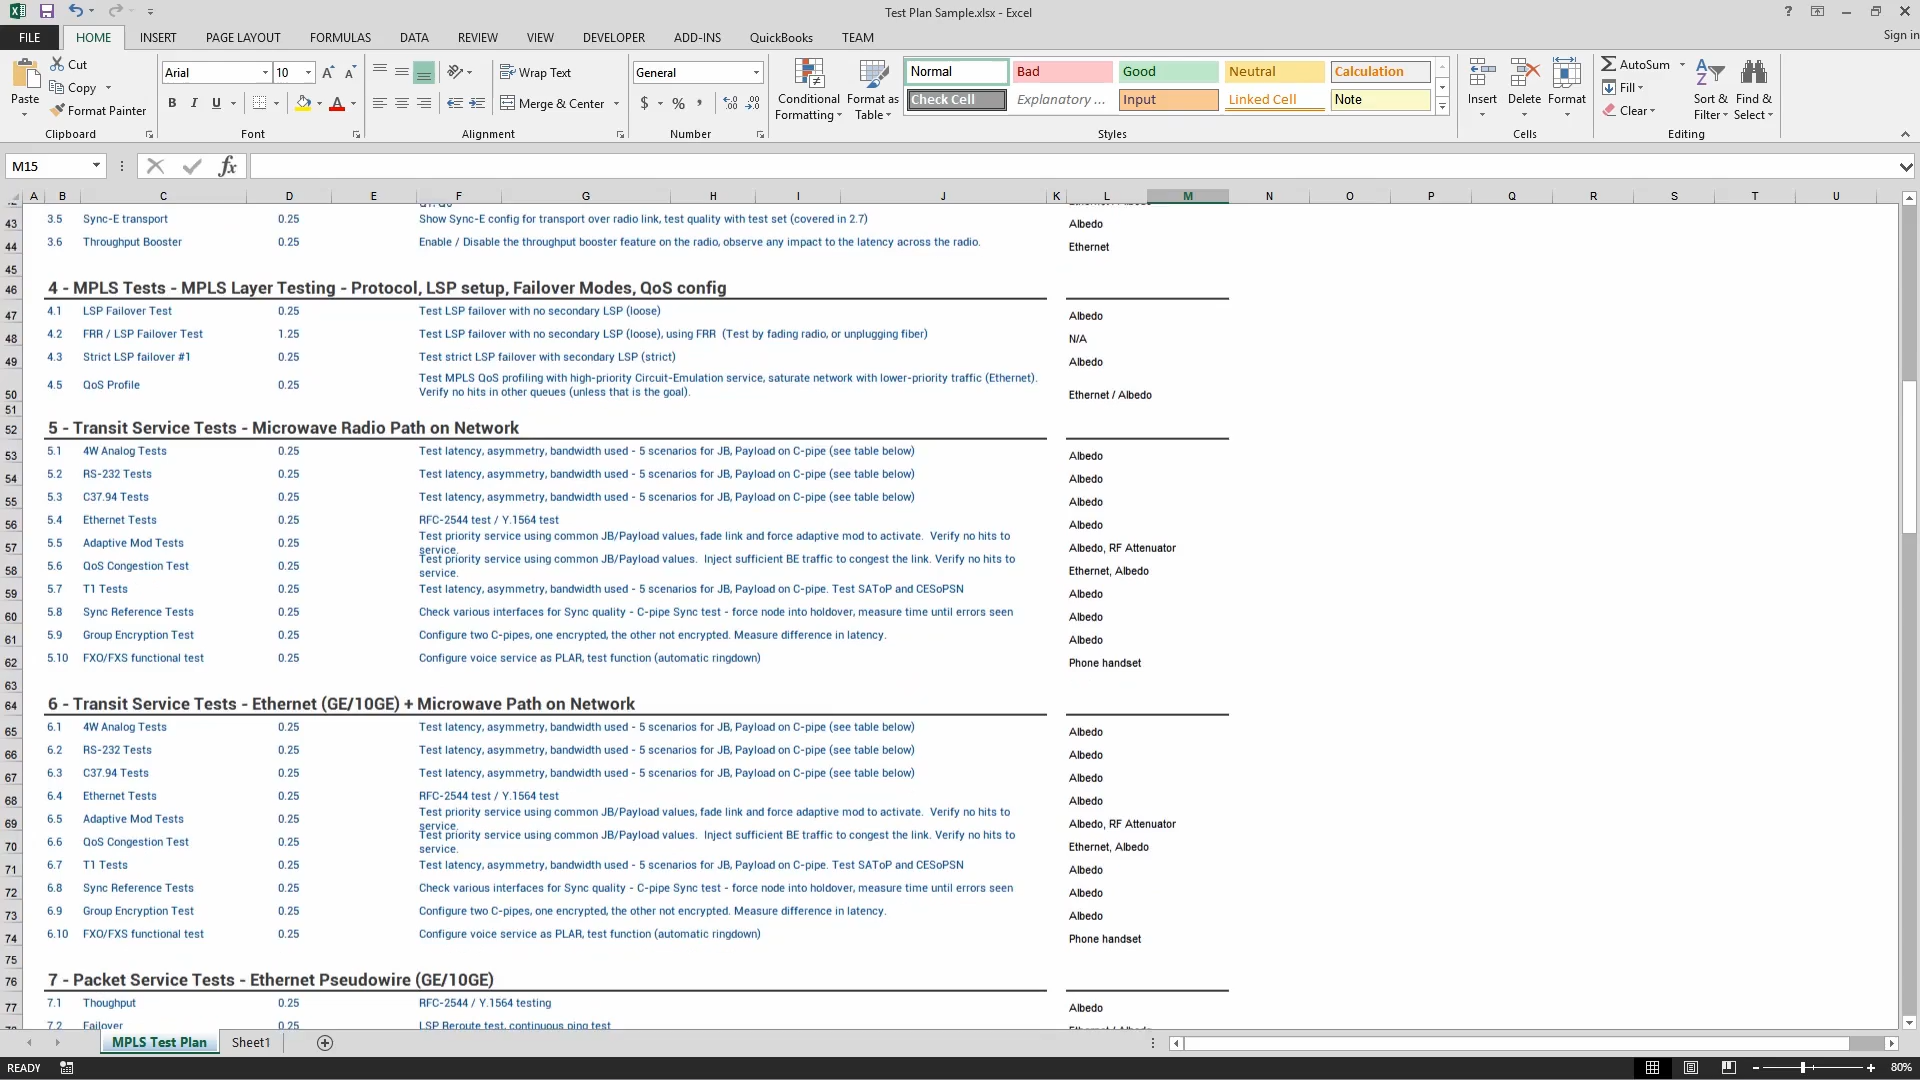 Test Plan Sample.xlsx - Excel
?
FILE HOME INSERT PAGE LAYOUT FORMULAS DATA REVIEW VIEW DEVELOPER ADD-INS QuickBooks TEAM Sign in
Paste
Cut
Copy
Format Painter
Clipboard
Arial 10
B I U
Font
Wrap Text
Merge & Center
Alignment
General
$ % ,
Number
Conditional Formatting
Format as Table
Normal Bad Good Neutral Calculation
Check Cell Explanatory ... Input Linked Cell Note
Styles
Insert Delete Format
Cells
AutoSum
Fill
Clear
Sort & Filter
Find & Select
Editing
M15 fx
A B C D E F G H I J K L M N O P Q R S T U
43 3.5 Sync-E transport 0.25 Show Sync-E config for transport over radio link, test quality with test set (covered in 2.7) Albedo
44 3.6 Throughput Booster 0.25 Enable / Disable the throughput booster feature on the radio, observe any impact to the latency across the radio. Ethernet
45
46 4 - MPLS Tests - MPLS Layer Testing - Protocol, LSP setup, Failover Modes, QoS config
47 4.1 LSP Failover Test 0.25 Test LSP failover with no secondary LSP (loose) Albedo
48 4.2 FRR / LSP Failover Test 1.25 Test LSP failover with no secondary LSP (loose), using FRR (Test by fading radio, or unplugging fiber) N/A
49 4.3 Strict LSP failover #1 0.25 Test strict LSP failover with secondary LSP (strict) Albedo
50 4.5 QoS Profile 0.25 Test MPLS QoS profiling with high-priority Circuit-Emulation service, saturate network with lower-priority traffic (Ethernet).
Verify no hits in other queues (unless that is the goal). Ethernet / Albedo
51
52 5 - Transit Service Tests - Microwave Radio Path on Network
53 5.1 4W Analog Tests 0.25 Test latency, asymmetry, bandwidth used - 5 scenarios for JB, Payload on C-pipe (see table below) Albedo
54 5.2 RS-232 Tests 0.25 Test latency, asymmetry, bandwidth used - 5 scenarios for JB, Payload on C-pipe (see table below) Albedo
55 5.3 C37.94 Tests 0.25 Test latency, asymmetry, bandwidth used - 5 scenarios for JB, Payload on C-pipe (see table below) Albedo
56 5.4 Ethernet Tests 0.25 RFC-2544 test / Y.1564 test Albedo
57 5.5 Adaptive Mod Tests 0.25 Test priority service using common JB/Payload values, fade link and force adaptive mod to activate. Verify no hits to
service. Albedo, RF Attenuator
58 5.6 QoS Congestion Test 0.25 Test priority service using common JB/Payload values. Inject sufficient BE traffic to congest the link. Verify no hits to
service. Ethernet, Albedo
59 5.7 T1 Tests 0.25 Test latency, asymmetry, bandwidth used - 5 scenarios for JB, Payload on C-pipe. Test SAToP and CESoPSN Albedo
60 5.8 Sync Reference Tests 0.25 Check various interfaces for Sync quality - C-pipe Sync test - force node into holdover, measure time until errors seen Albedo
61 5.9 Group Encryption Test 0.25 Configure two C-pipes, one encrypted, the other not encrypted. Measure difference in latency. Albedo
62 5.10 FXO/FXS functional test 0.25 Configure voice service as PLAR, test function (automatic ringdown) Phone handset
63
64 6 - Transit Service Tests - Ethernet (GE/10GE) + Microwave Path on Network
65 6.1 4W Analog Tests 0.25 Test latency, asymmetry, bandwidth used - 5 scenarios for JB, Payload on C-pipe (see table below) Albedo
66 6.2 RS-232 Tests 0.25 Test latency, asymmetry, bandwidth used - 5 scenarios for JB, Payload on C-pipe (see table below) Albedo
67 6.3 C37.94 Tests 0.25 Test latency, asymmetry, bandwidth used - 5 scenarios for JB, Payload on C-pipe (see table below) Albedo
68 6.4 Ethernet Tests 0.25 RFC-2544 test / Y.1564 test Albedo
69 6.5 Adaptive Mod Tests 0.25 Test priority service using common JB/Payload values, fade link and force adaptive mod to activate. Verify no hits to
service. Albedo, RF Attenuator
70 6.6 QoS Congestion Test 0.25 Test priority service using common JB/Payload values. Inject sufficient BE traffic to congest the link. Verify no hits to
service. Ethernet, Albedo
71 6.7 T1 Tests 0.25 Test latency, asymmetry, bandwidth used - 5 scenarios for JB, Payload on C-pipe. Test SAToP and CESoPSN Albedo
72 6.8 Sync Reference Tests 0.25 Check various interfaces for Sync quality - C-pipe Sync test - force node into holdover, measure time until errors seen Albedo
73 6.9 Group Encryption Test 0.25 Configure two C-pipes, one encrypted, the other not encrypted. Measure difference in latency. Albedo
74 6.10 FXO/FXS functional test 0.25 Configure voice service as PLAR, test function (automatic ringdown) Phone handset
75
76 7 - Packet Service Tests - Ethernet Pseudowire (GE/10GE)
77 7.1 Thoughput 0.25 RFC-2544 / Y.1564 testing Albedo
7.2 Failover 0.25 LSP Reroute test, continuous ping test
MPLS Test Plan Sheet1
READY 80%